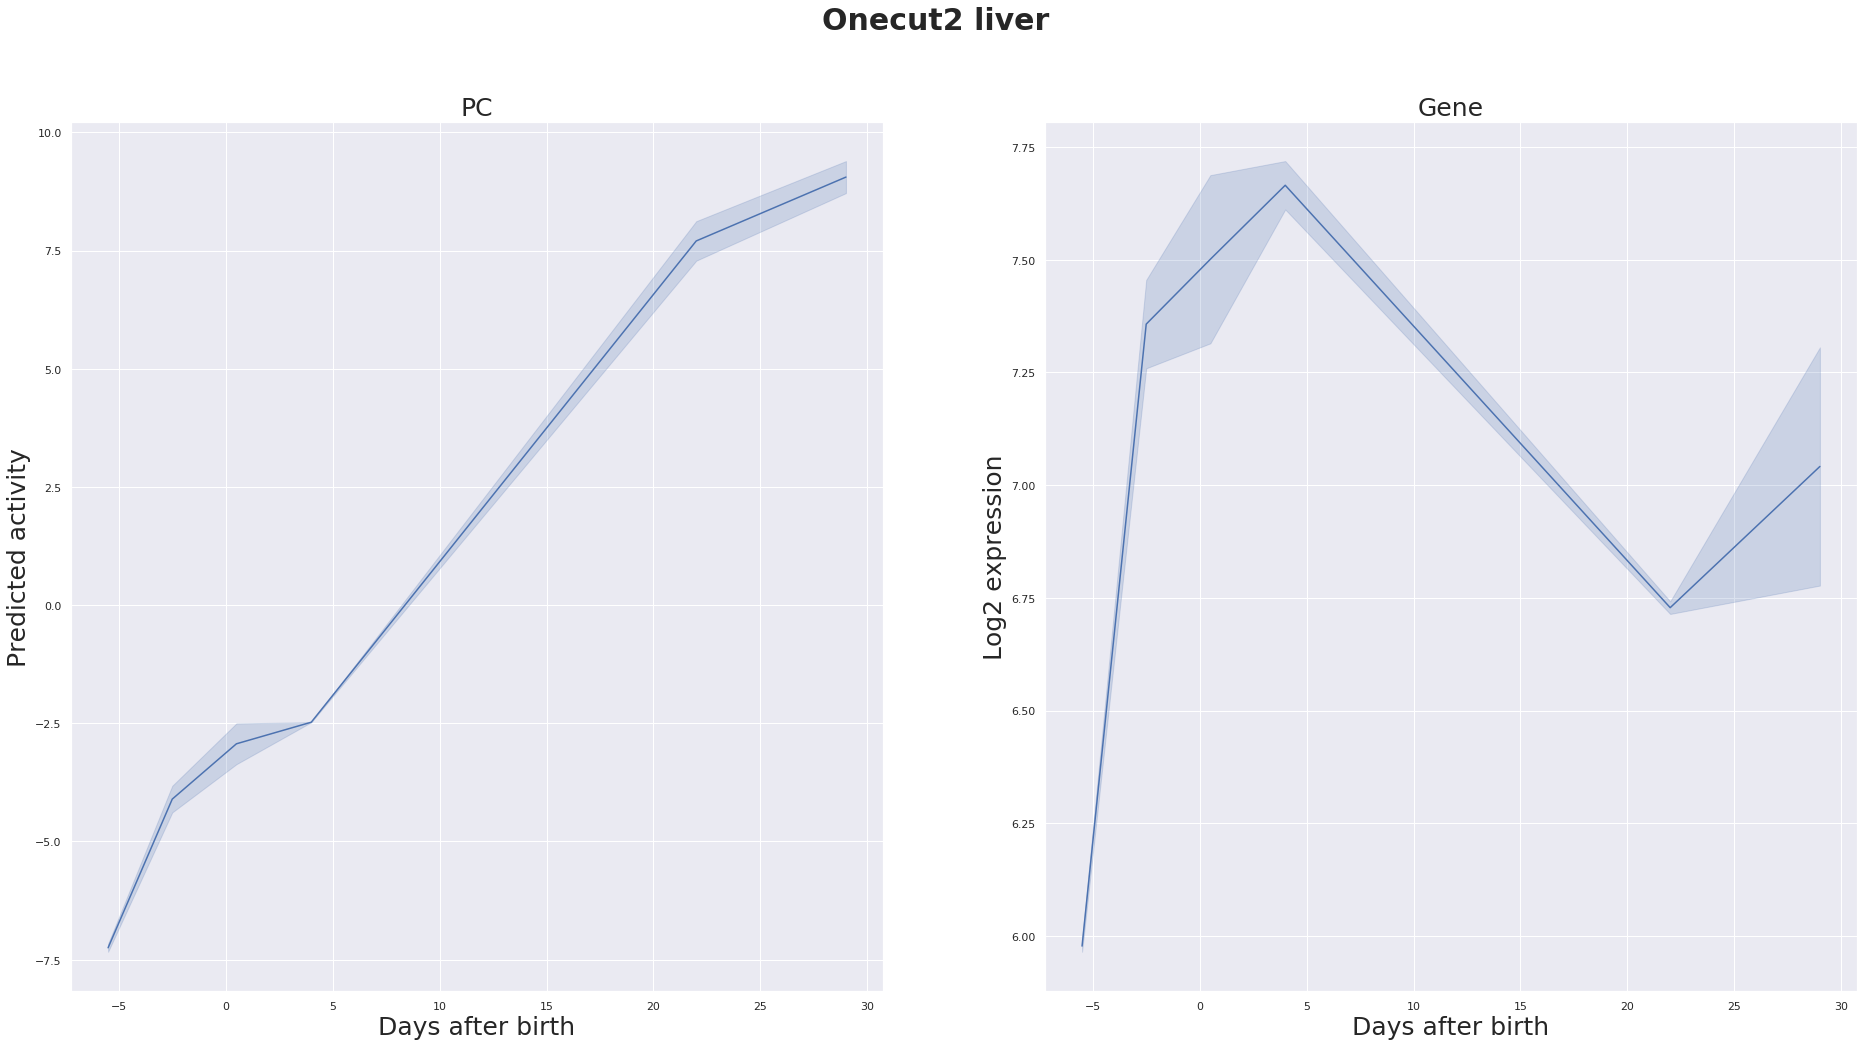 Onecut2 liver
PC
Predicted activity
10.0
7.5
5.0
2.5
0.0
−2.5
−5.0
−7.5
−5 0 5 10 15 20 25 30
Days after birth
Gene
Log2 expression
7.75
7.50
7.25
7.00
6.75
6.50
6.25
6.00
−5 0 5 10 15 20 25 30
Days after birth